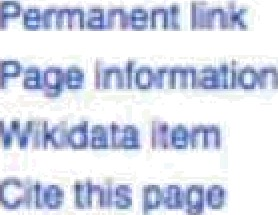 Permanent link
Page information
Wikidata item
Cite this page